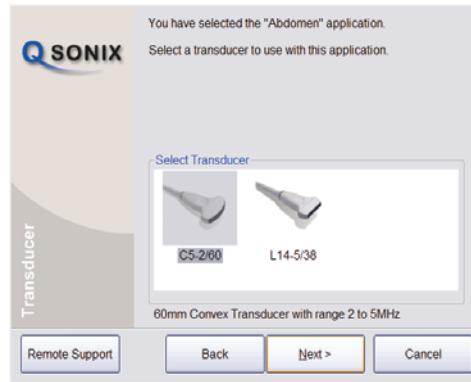 You have selected the "Abdomen" application.
QSONIX
Select a transducer to use with this application.
Select Transducer
C5-2/60
L14-5/38
Transducer
60mm Convex Transducer with range 2 to 5MHz
Remote Support
Back
Next >
Cancel